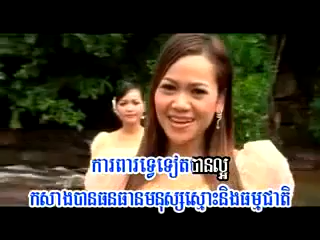 ការពារទ្វេទៀតបានល្អ
កសាងបានធនធានមនុស្សស្មោះនិងធម្មជាតិ